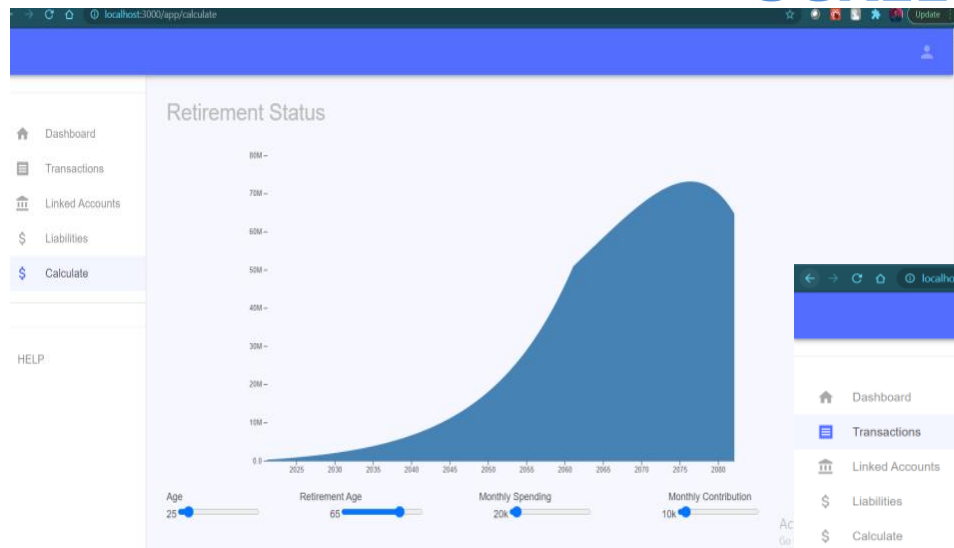 localhost:3000/app/calculate
Update
Retirement Status
Dashboard
Transactions
Linked Accounts
Liabilities
Calculate
HELP
80M
70M
60M
50M
40M
30M
20M
10M
0.0
2025 2030 2035 2040 2045 2050 2055 2060 2065 2070 2075 2080
Age
25
Retirement Age
65
Monthly Spending
20k
Monthly Contribution
10k
localho
Dashboard
Transactions
Linked Accounts
Liabilities
Calculate